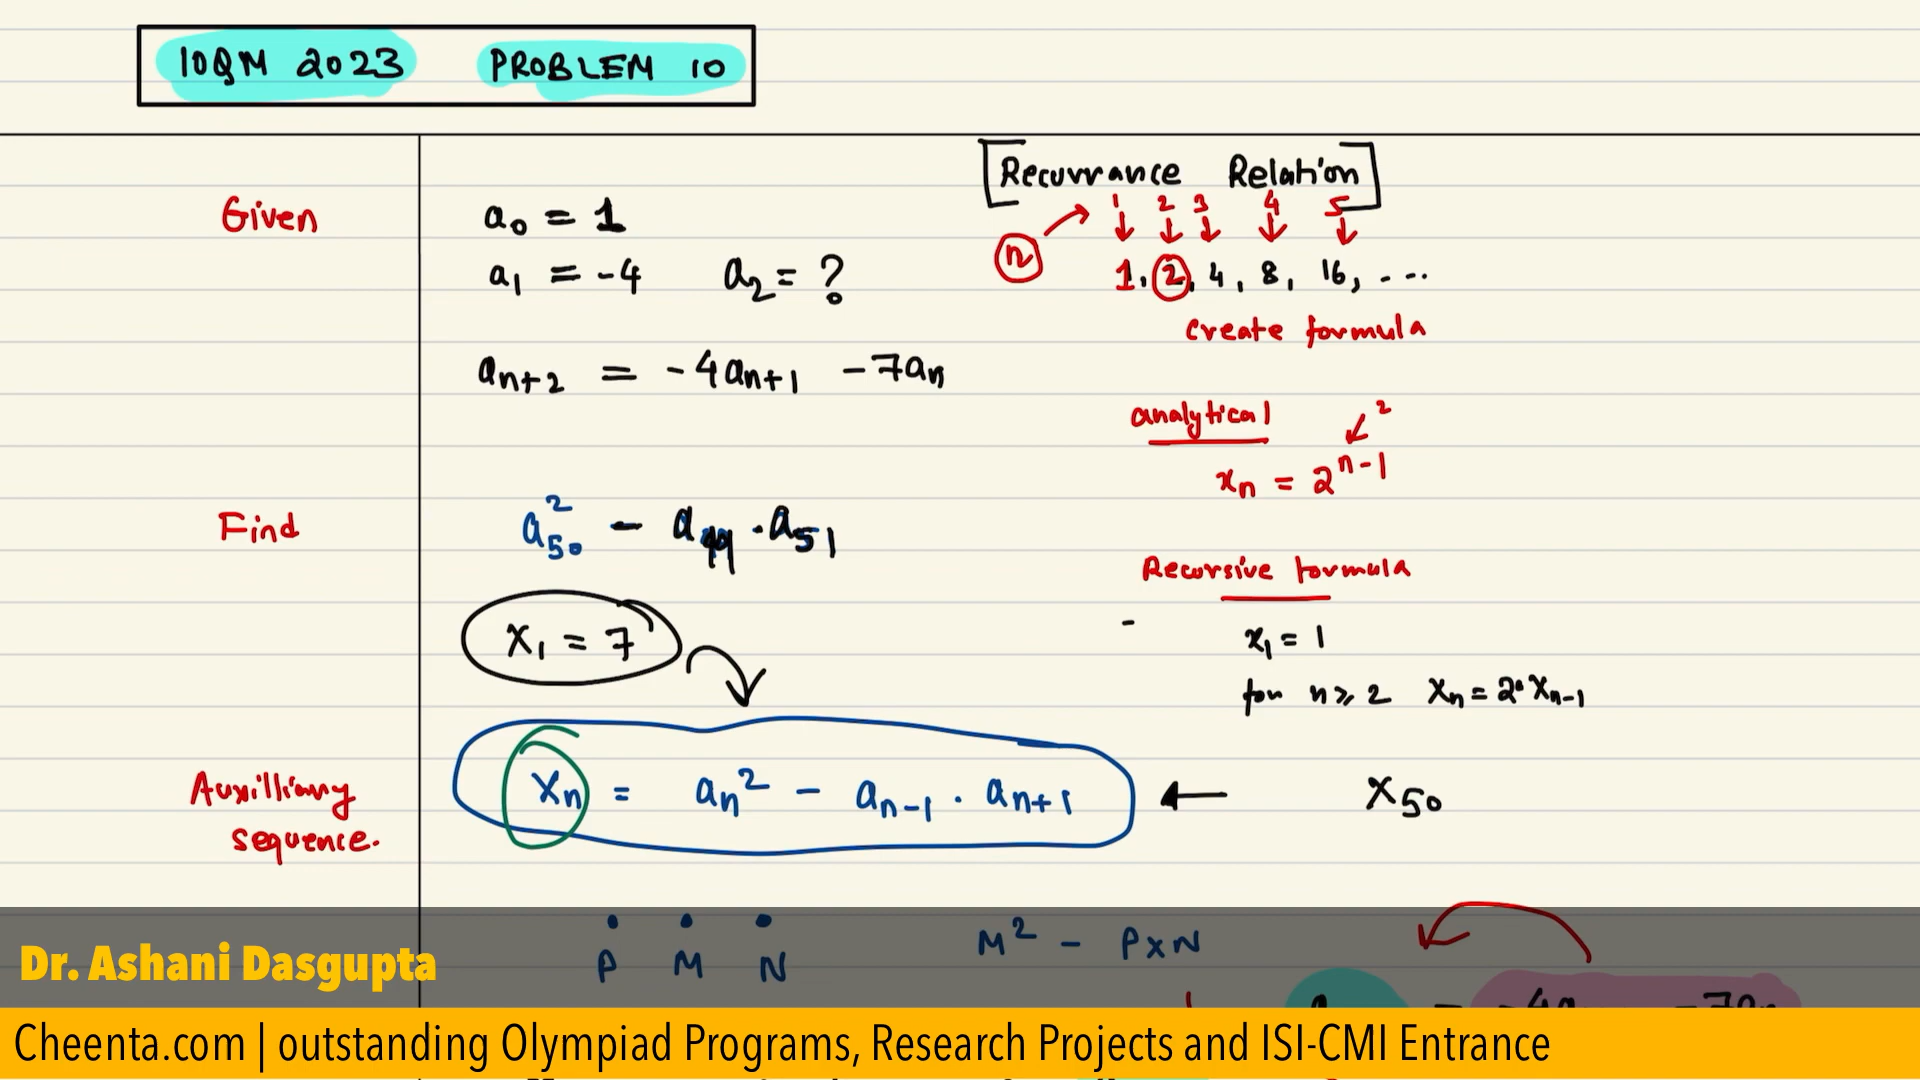 IOQM 2023 PROBLEM 10
Given
a₀ = 1
a₁ = -4 a₂ = ?
aₙ₊₂ = -4aₙ₊₁ -7aₙ
[Recurrance Relation]
1 2 3 4 5
n
1, 2, 4, 8, 16, ...
create formula
analytical
2
xₙ = 2ⁿ⁻¹
Find
a₅₀² - a₄₉ · a₅₁
Recursive formula
x₁ = 7
x₁ = 1
for n ≥ 2 xₙ = 2·xₙ₋₁
Auxilliary
sequence.
xₙ = aₙ² - aₙ₋₁ · aₙ₊₁ ← x₅₀
P M N
M² - P×N
Dr. Ashani Dasgupta
Cheenta.com | outstanding Olympiad Programs, Research Projects and ISI-CMI Entrance